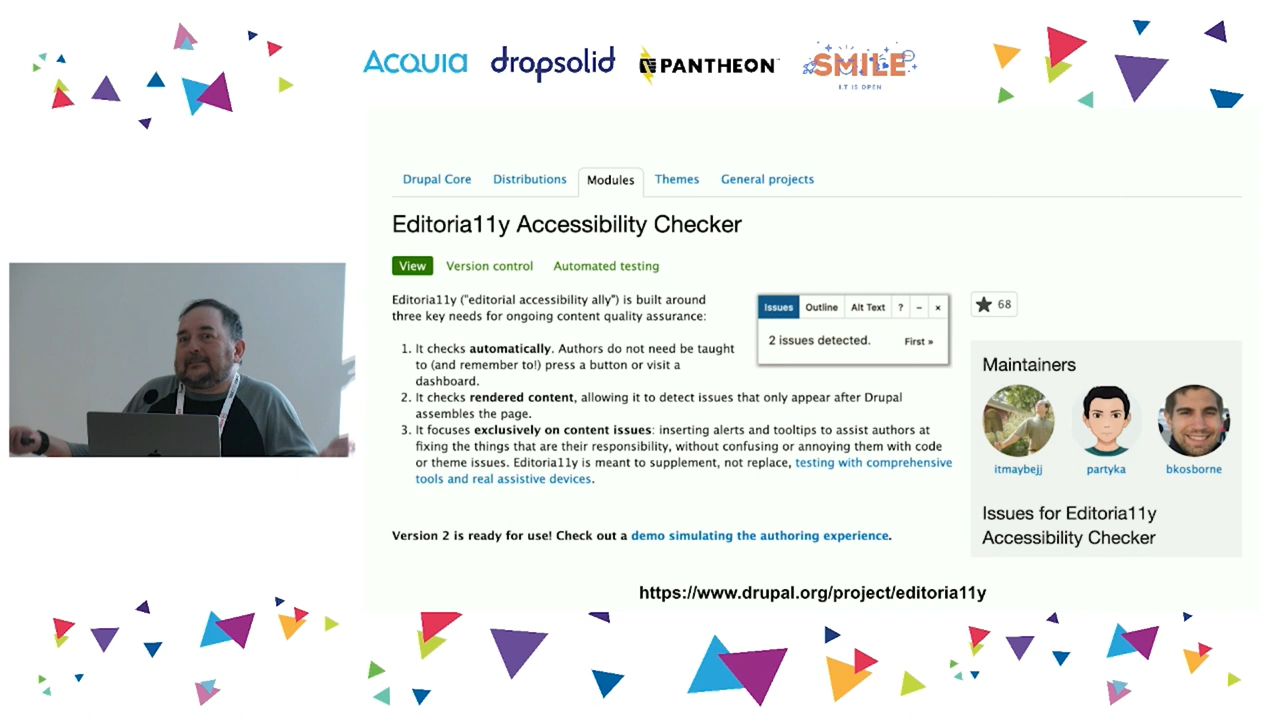 ACQUIA dropsolid PANTHEON SMILE
I.T IS OPEN
Drupal Core Distributions Modules Themes General projects
Editoria11y Accessibility Checker
View Version control Automated testing
Editoria11y ("editorial accessibility ally") is built around
three key needs for ongoing content quality assurance:
1. It checks automatically. Authors do not need be taught
to (and remember to!) press a button or visit a
dashboard.
2. It checks rendered content, allowing it to detect issues that only appear after Drupal
assembles the page.
3. It focuses exclusively on content issues: inserting alerts and tooltips to assist authors at
fixing the things that are their responsibility, without confusing or annoying them with code
or theme issues. Editoria11y is meant to supplement, not replace, testing with comprehensive
tools and real assistive devices.
Version 2 is ready for use! Check out a demo simulating the authoring experience.
Issues Outline Alt Text ? – ×
2 issues detected. First »
68
Maintainers
itmaybejj partyka bkosborne
Issues for Editoria11y
Accessibility Checker
https://www.drupal.org/project/editoria11y